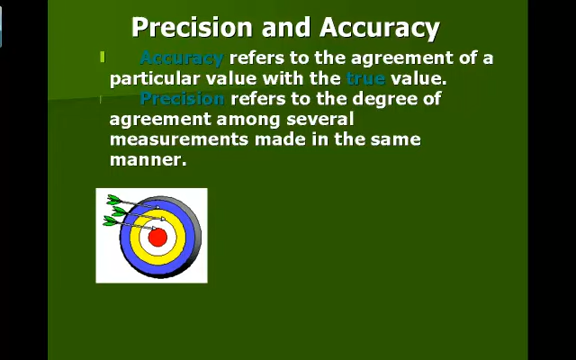 Precision and Accuracy
Accuracy refers to the agreement of a
particular value with the true value.
Precision refers to the degree of
agreement among several
measurements made in the same
manner.